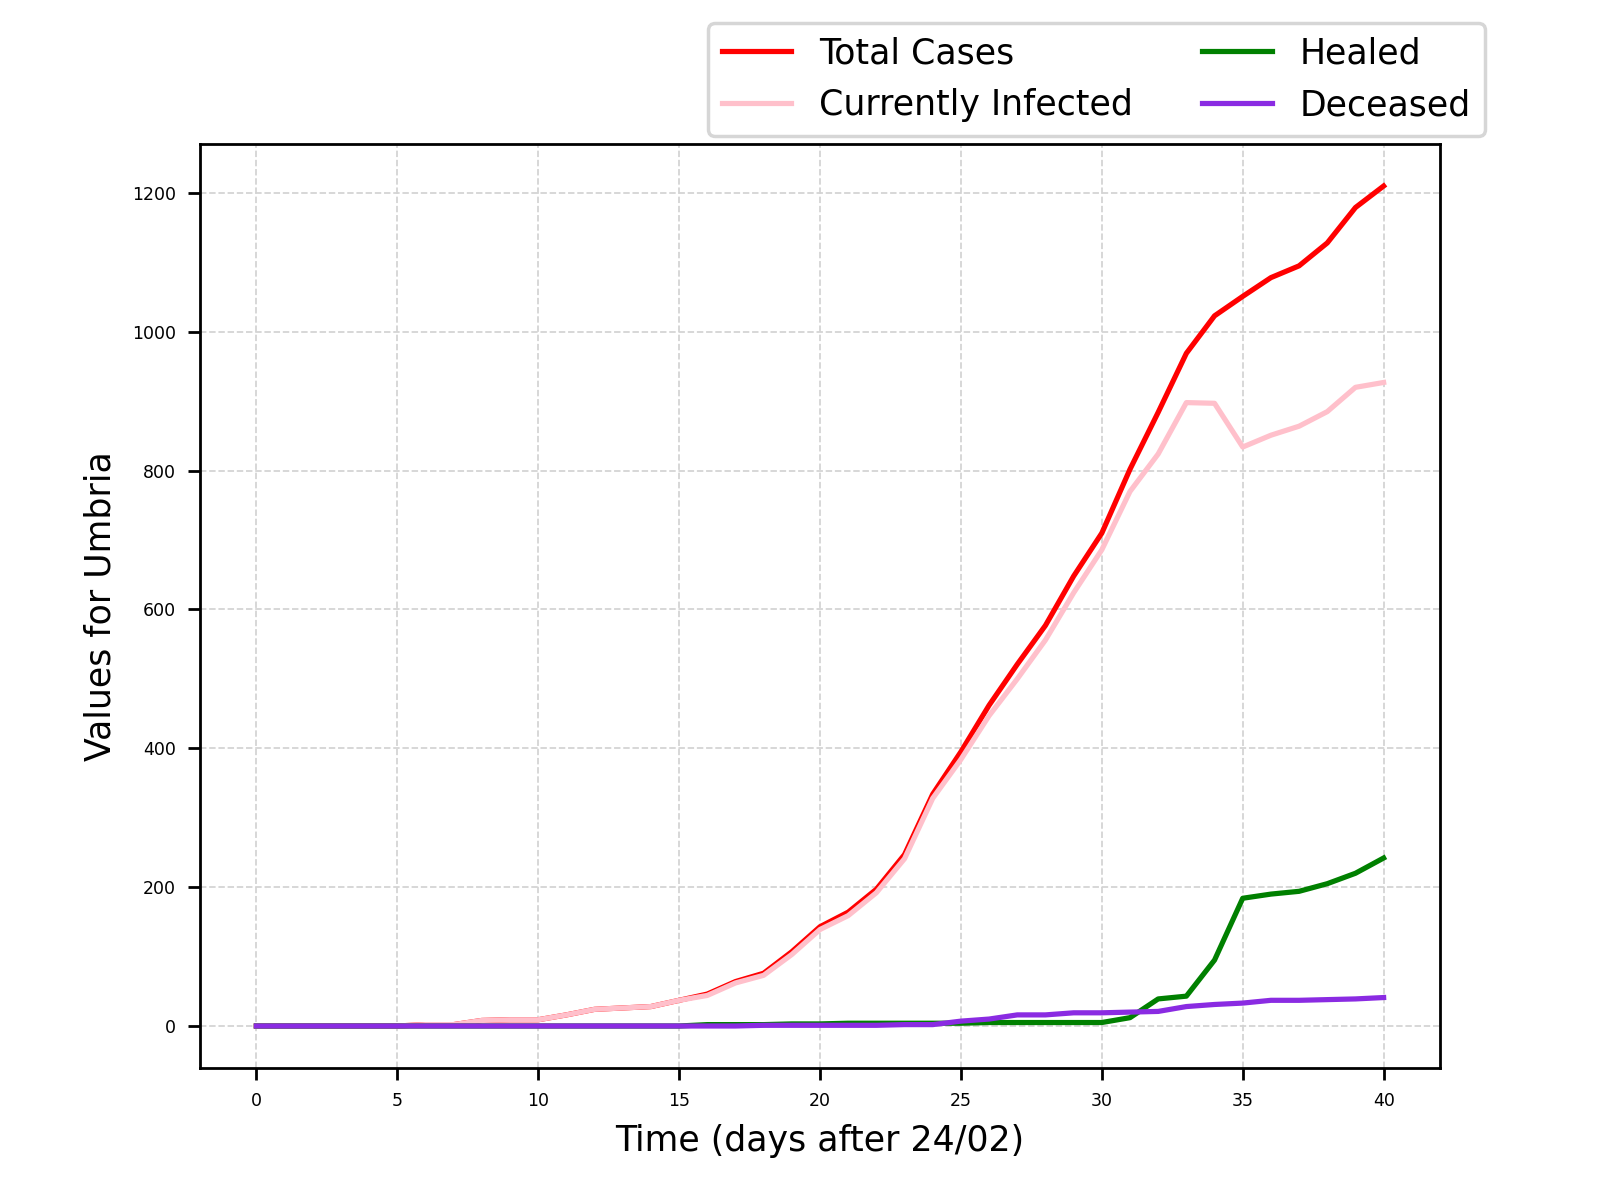 Total Cases
Currently Infected
Healed
Deceased
Values for Umbria
1200
1000
800
600
400
200
0
0 5 10 15 20 25 30 35 40
Time (days after 24/02)